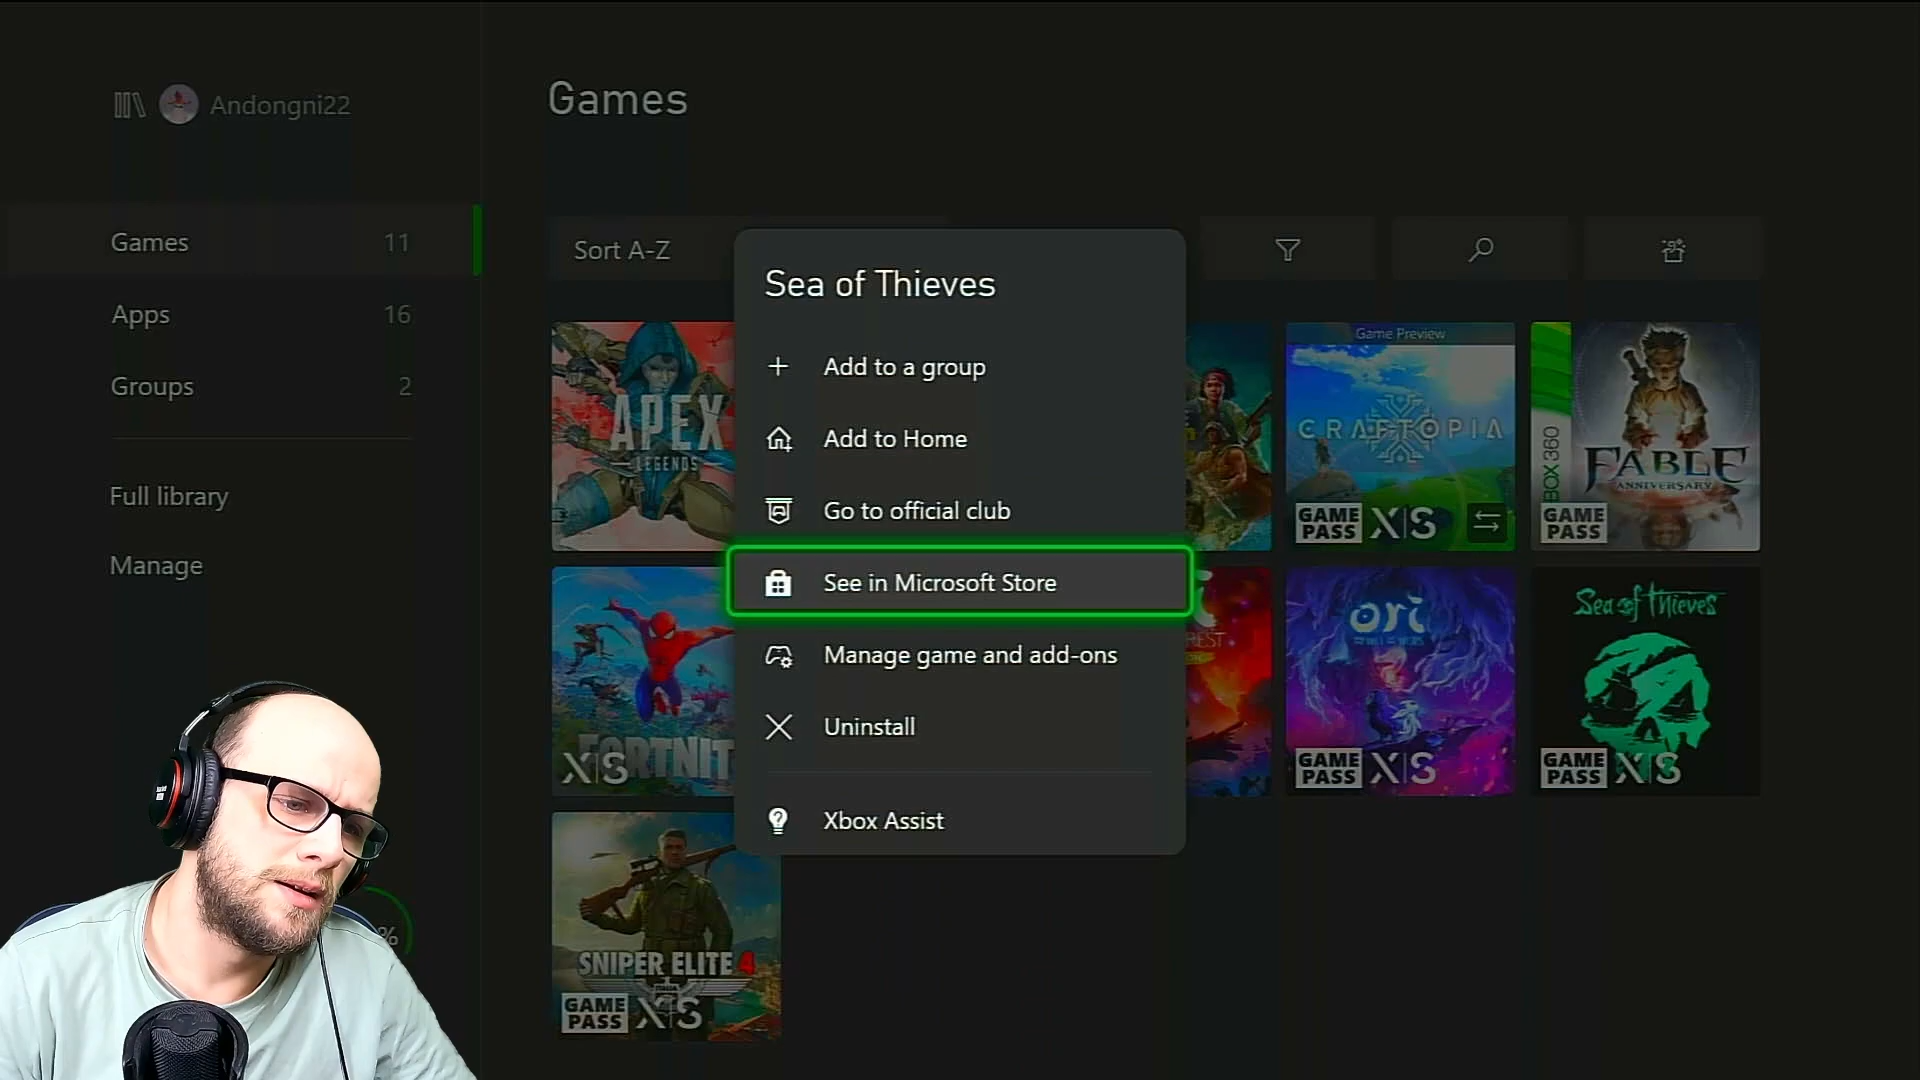 Andongni22
Games
Games 11
Apps 16
Groups 2
Full library
Manage
Sort A-Z
Sea of Thieves
Add to a group
Add to Home
Go to official club
See in Microsoft Store
Manage game and add-ons
Uninstall
Xbox Assist
APEX
LEGENDS
Game Preview
CRAFTOPIA
GAME
PASS X|S
XBOX 360
FABLE
ANNIVERSARY
GAME
PASS
FORTNIT
X|S
REST
ori
GAME
PASS X|S
Sea of Thieves
GAME
PASS X|S
SNIPER ELITE 4
ITALIA
GAME
PASS X|S
%